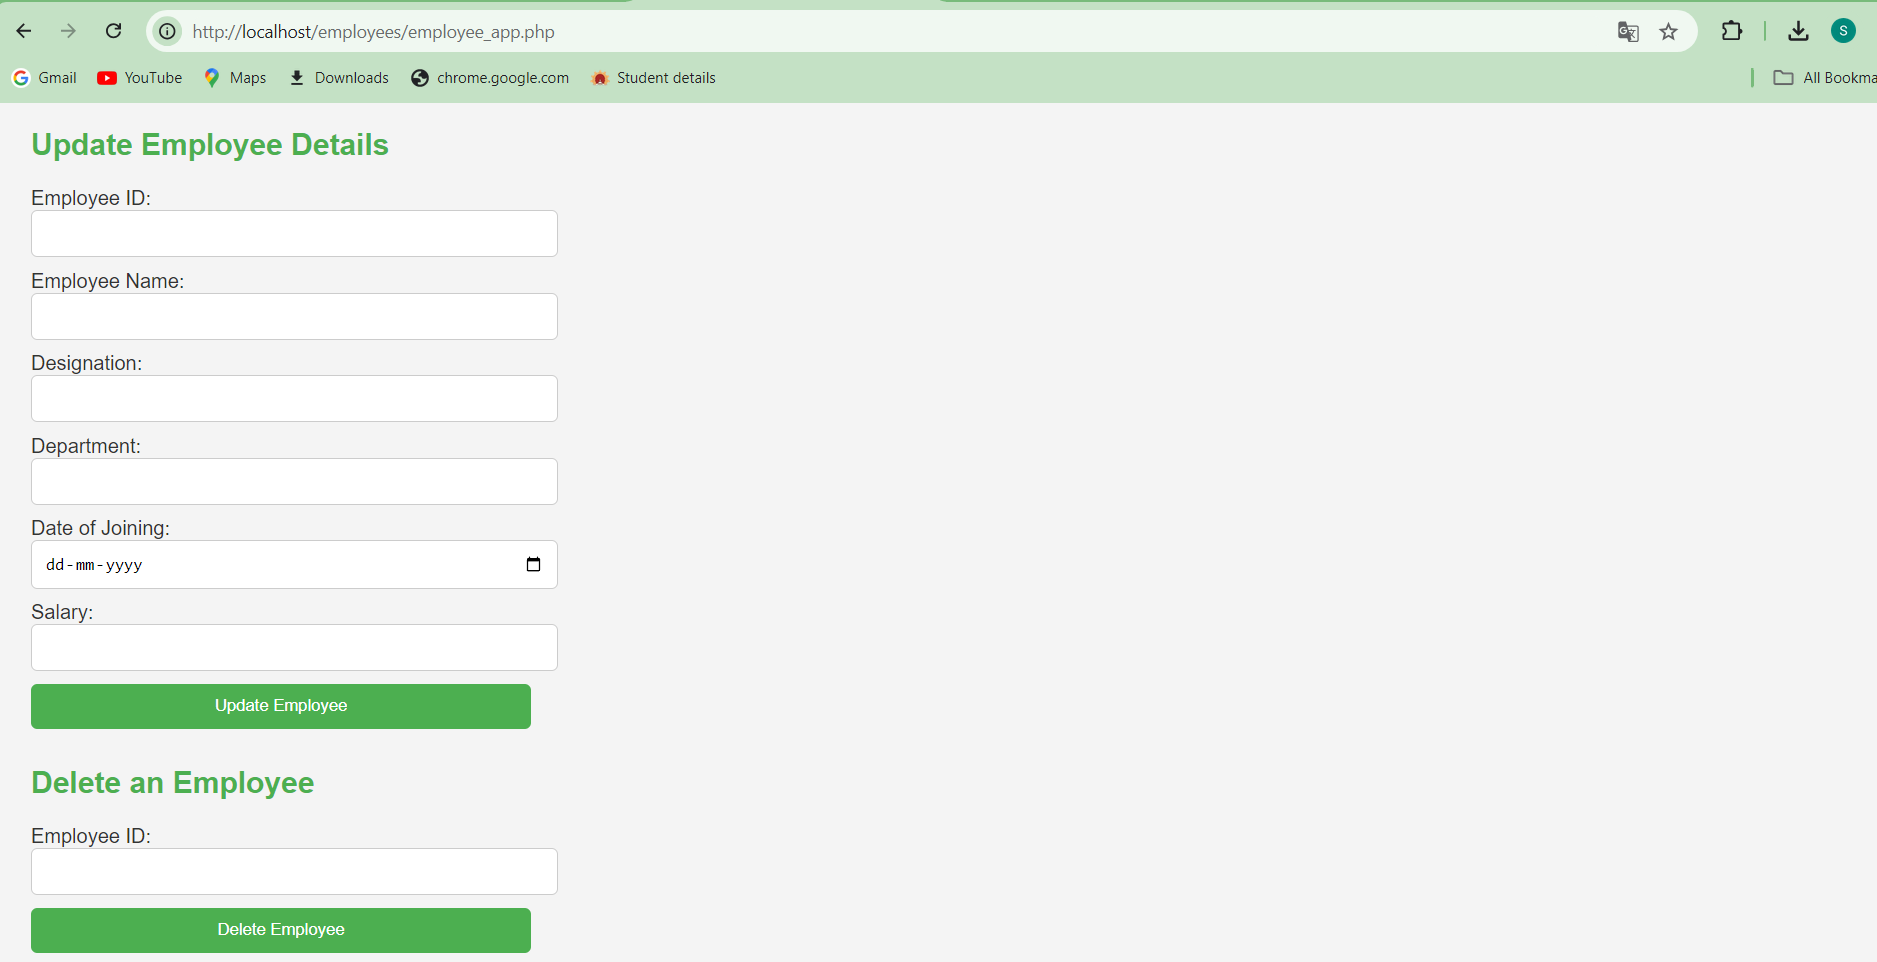 http://localhost/employees/employee_app.php
S
Gmail YouTube Maps Downloads chrome.google.com Student details All Bookma
Update Employee Details
Employee ID:
Employee Name:
Designation:
Department:
Date of Joining:
dd-mm-yyyy
Salary:
Update Employee
Delete an Employee
Employee ID:
Delete Employee